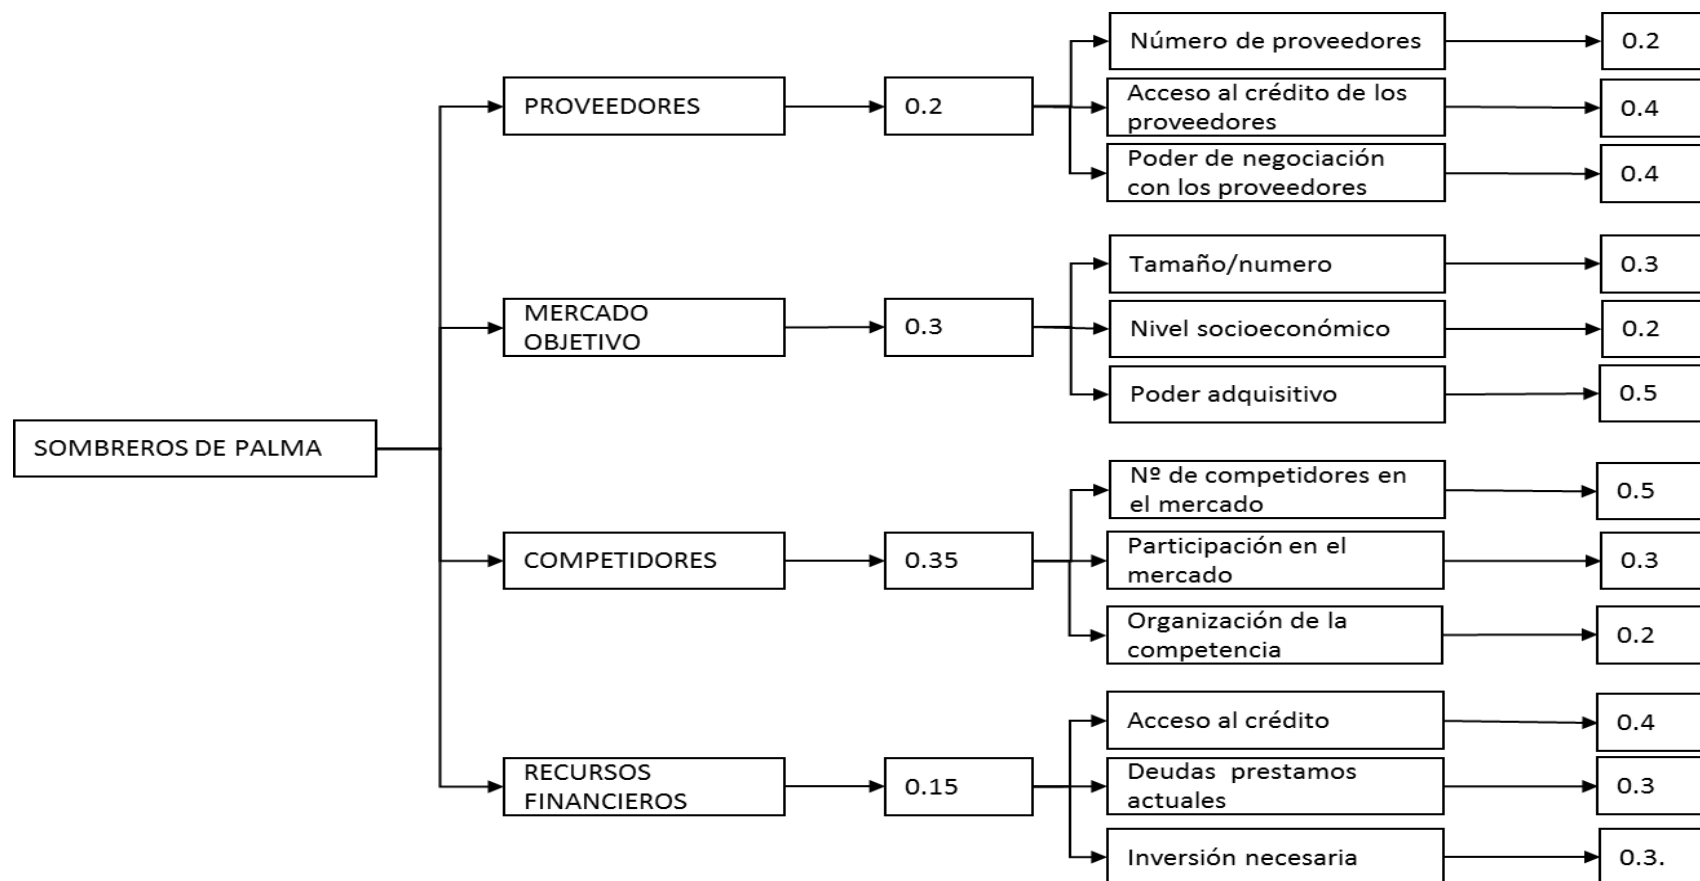 SOMBREROS DE PALMA
PROVEEDORES
0.2
Número de proveedores
0.2
Acceso al crédito de los
proveedores
0.4
Poder de negociación
con los proveedores
0.4
MERCADO
OBJETIVO
0.3
Tamaño/numero
0.3
Nivel socioeconómico
0.2
Poder adquisitivo
0.5
COMPETIDORES
0.35
Nº de competidores en
el mercado
0.5
Participación en el
mercado
0.3
Organización de la
competencia
0.2
RECURSOS
FINANCIEROS
0.15
Acceso al crédito
0.4
Deudas prestamos
actuales
0.3
Inversión necesaria
0.3.